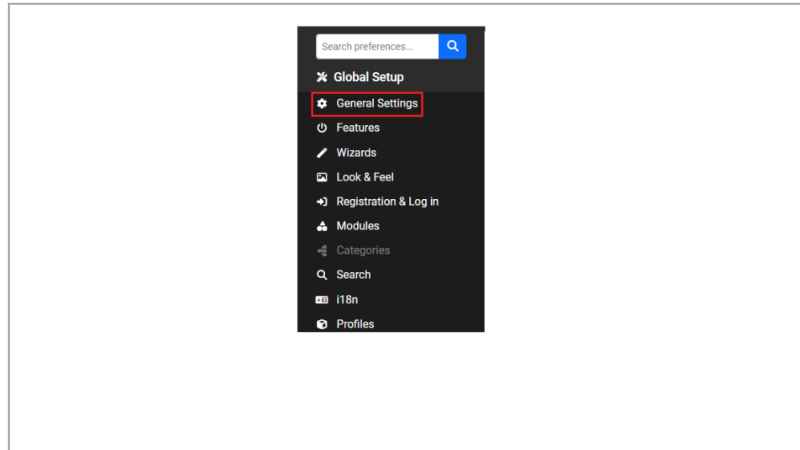 Search preferences...
Global Setup
General Settings
Features
Wizards
Look & Feel
Registration & Log in
Modules
Categories
Search
i18n
Profiles